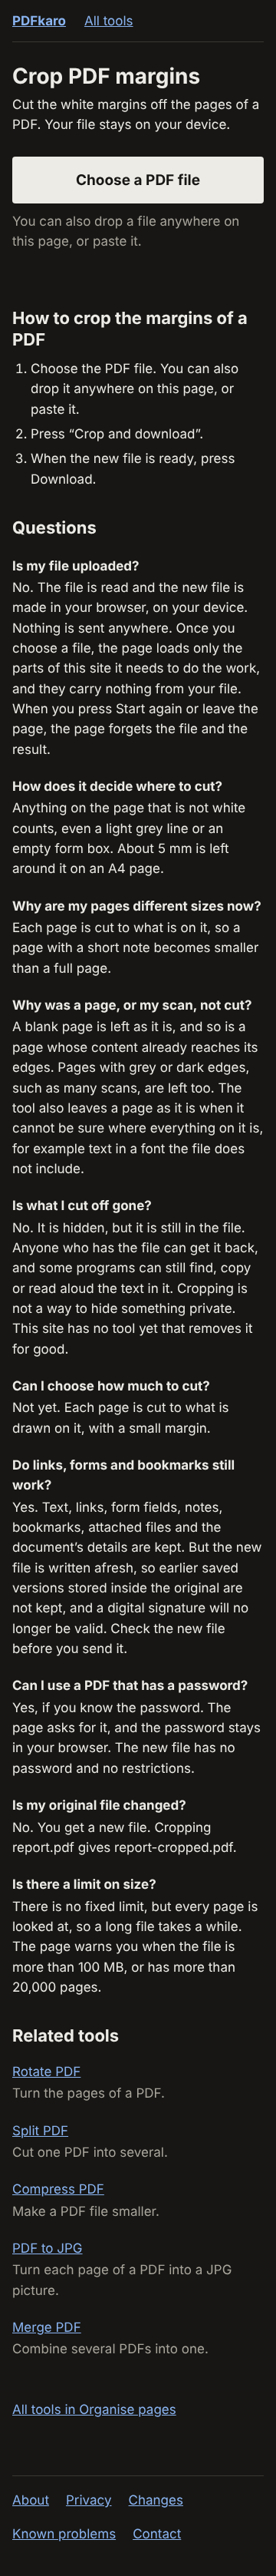 PDFkaro All tools
Crop PDF margins
Cut the white margins off the pages of a
PDF. Your file stays on your device.
Choose a PDF file
You can also drop a file anywhere on
this page, or paste it.
How to crop the margins of a
PDF
1. Choose the PDF file. You can also
drop it anywhere on this page, or
paste it.
2. Press “Crop and download”.
3. When the new file is ready, press
Download.
Questions
Is my file uploaded?
No. The file is read and the new file is
made in your browser, on your device.
Nothing is sent anywhere. Once you
choose a file, the page loads only the
parts of this site it needs to do the work,
and they carry nothing from your file.
When you press Start again or leave the
page, the page forgets the file and the
result.
How does it decide where to cut?
Anything on the page that is not white
counts, even a light grey line or an
empty form box. About 5 mm is left
around it on an A4 page.
Why are my pages different sizes now?
Each page is cut to what is on it, so a
page with a short note becomes smaller
than a full page.
Why was a page, or my scan, not cut?
A blank page is left as it is, and so is a
page whose content already reaches its
edges. Pages with grey or dark edges,
such as many scans, are left too. The
tool also leaves a page as it is when it
cannot be sure where everything on it is,
for example text in a font the file does
not include.
Is what I cut off gone?
No. It is hidden, but it is still in the file.
Anyone who has the file can get it back,
and some programs can still find, copy
or read aloud the text in it. Cropping is
not a way to hide something private.
This site has no tool yet that removes it
for good.
Can I choose how much to cut?
Not yet. Each page is cut to what is
drawn on it, with a small margin.
Do links, forms and bookmarks still
work?
Yes. Text, links, form fields, notes,
bookmarks, attached files and the
document’s details are kept. But the new
file is written afresh, so earlier saved
versions stored inside the original are
not kept, and a digital signature will no
longer be valid. Check the new file
before you send it.
Can I use a PDF that has a password?
Yes, if you know the password. The
page asks for it, and the password stays
in your browser. The new file has no
password and no restrictions.
Is my original file changed?
No. You get a new file. Cropping
report.pdf gives report-cropped.pdf.
Is there a limit on size?
There is no fixed limit, but every page is
looked at, so a long file takes a while.
The page warns you when the file is
more than 100 MB, or has more than
20,000 pages.
Related tools
Rotate PDF
Turn the pages of a PDF.
Split PDF
Cut one PDF into several.
Compress PDF
Make a PDF file smaller.
PDF to JPG
Turn each page of a PDF into a JPG
picture.
Merge PDF
Combine several PDFs into one.
All tools in Organise pages
About Privacy Changes
Known problems Contact